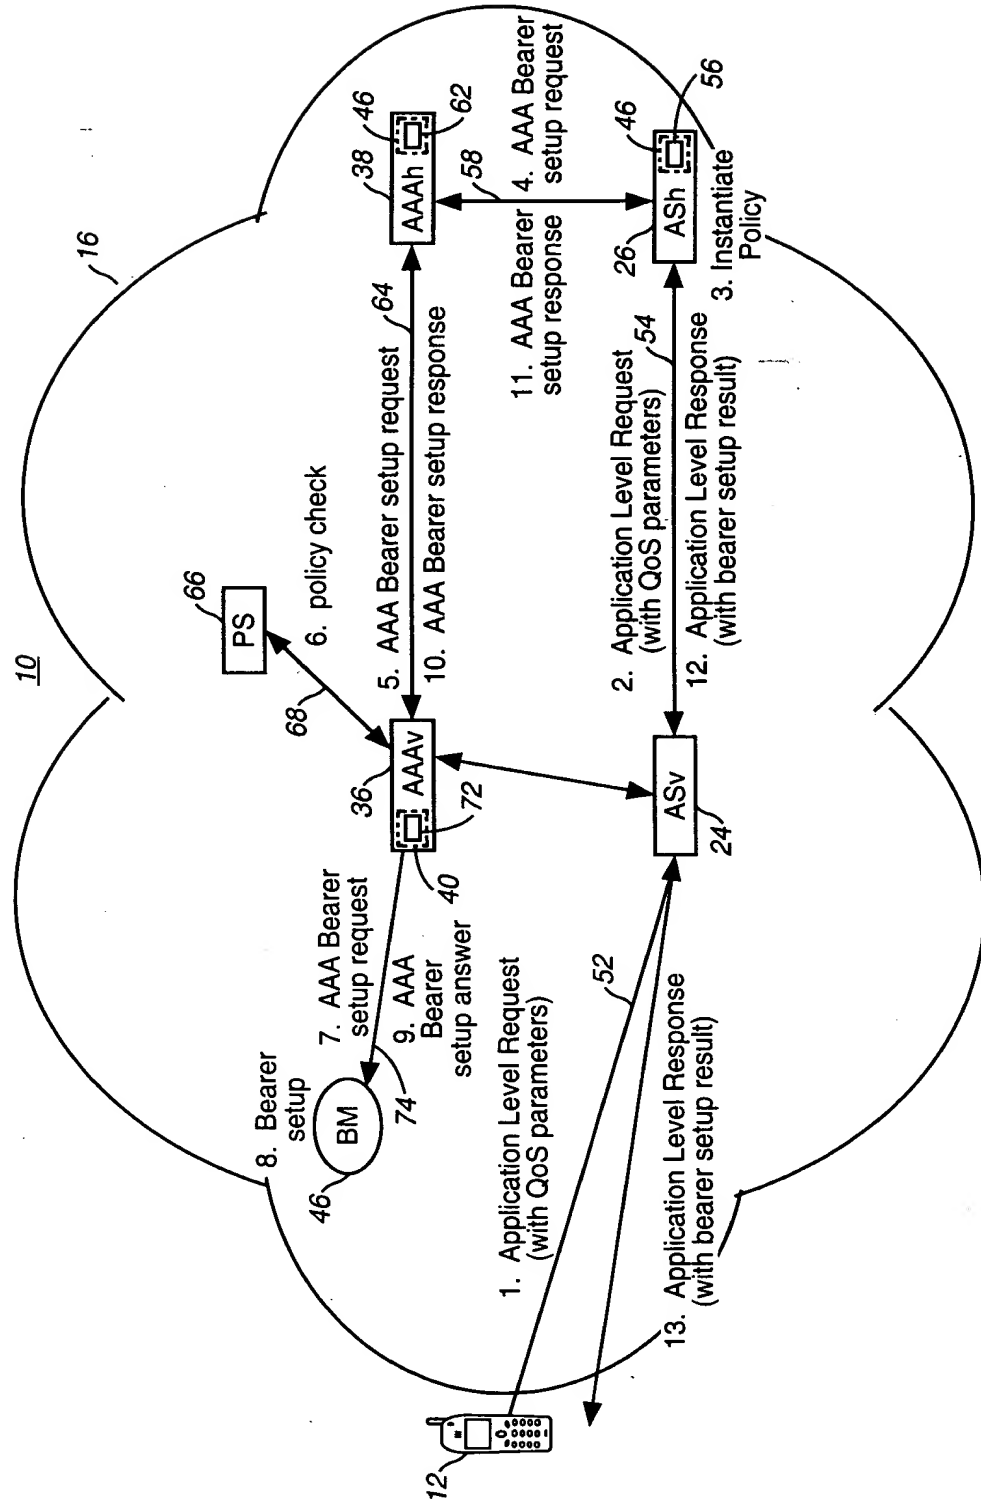 10
16
66
PS
6. policy check
68
5. AAA Bearer setup request
64
10. AAA Bearer setup response
36
AAAv
72
40
38
46
AAAh
62
58
4. AAA Bearer
setup request
11. AAA Bearer
setup response
26
ASh
46
56
3. Instantiate
Policy
2. Application Level Request
(with QoS parameters)
54
12. Application Level Response
(with bearer setup result)
ASv
24
7. AAA Bearer
setup request
9. AAA
Bearer
setup answer
74
8. Bearer
setup
BM
46
1. Application Level Request
(with QoS parameters)
52
13. Application Level Response
(with bearer setup result)
12